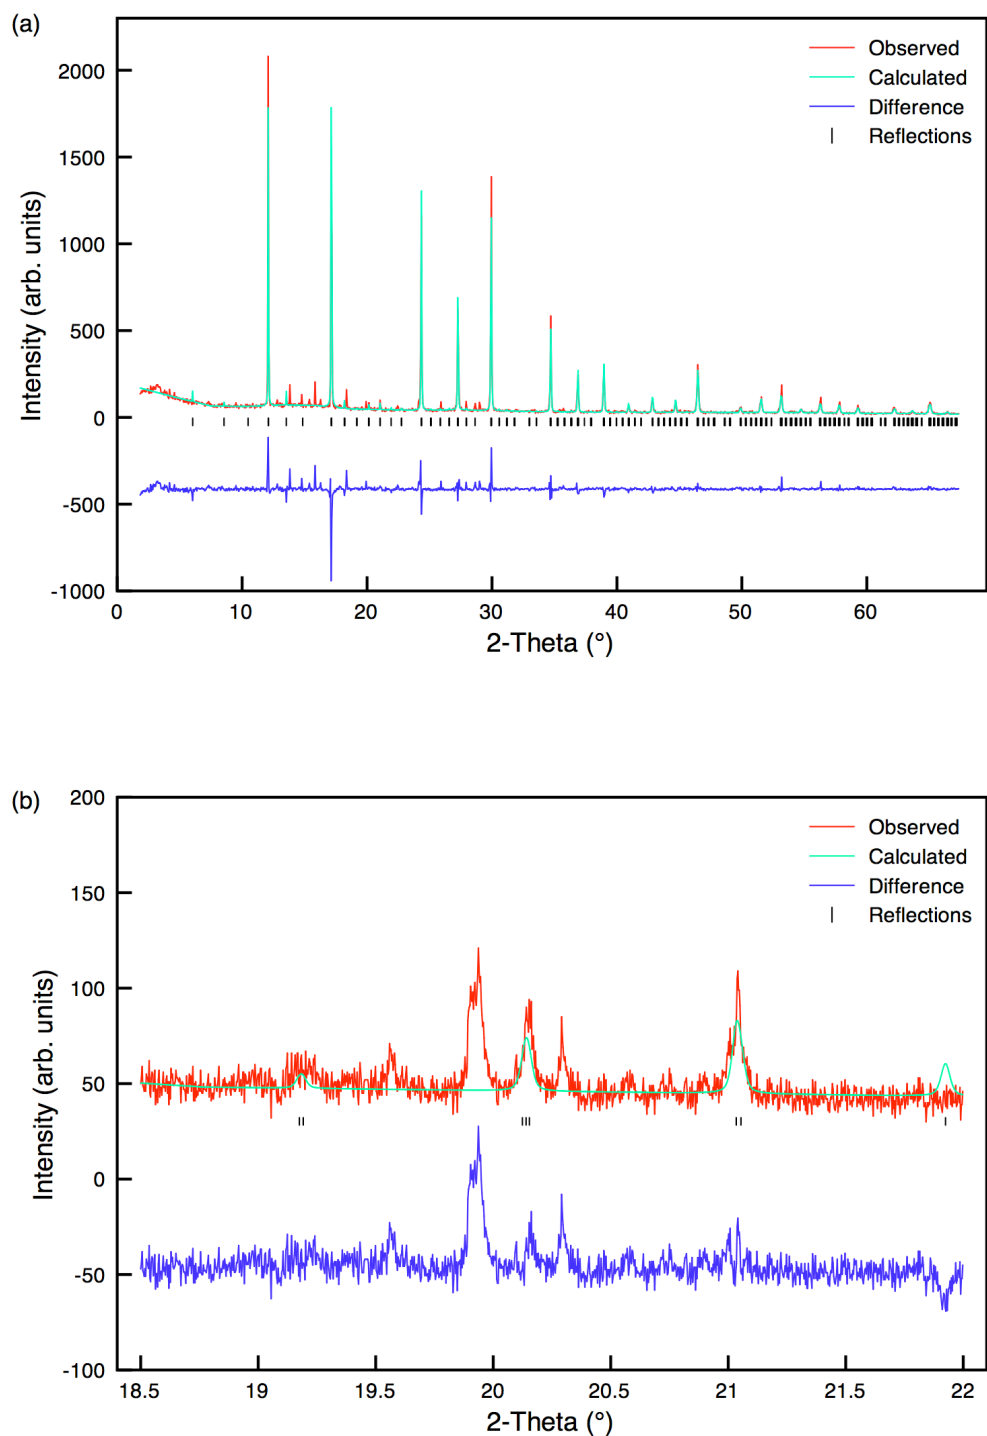 (a)
Observed
Calculated
Difference
Reflections
Intensity (arb. units)
2000
1500
1000
500
0
-500
-1000
0 10 20 30 40 50 60
2-Theta (°)
(b)
Observed
Calculated
Difference
Reflections
Intensity (arb. units)
200
150
100
50
0
-50
-100
18.5 19 19.5 20 20.5 21 21.5 22
2-Theta (°)